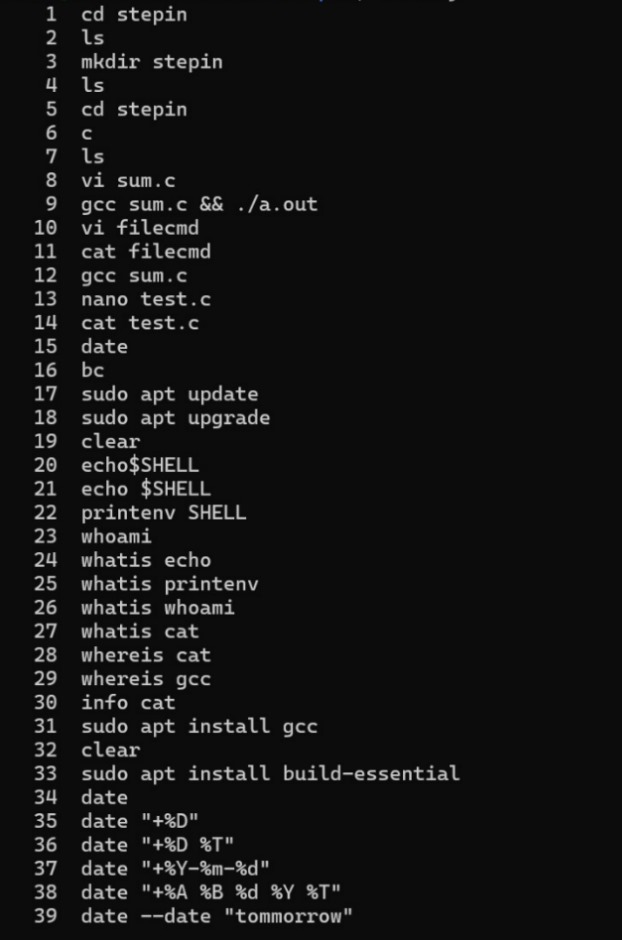 1 cd stepin
2 ls
3 mkdir stepin
4 ls
5 cd stepin
6 c
7 ls
8 vi sum.c
9 gcc sum.c && ./a.out
10 vi filecmd
11 cat filecmd
12 gcc sum.c
13 nano test.c
14 cat test.c
15 date
16 bc
17 sudo apt update
18 sudo apt upgrade
19 clear
20 echo$SHELL
21 echo $SHELL
22 printenv SHELL
23 whoami
24 whatis echo
25 whatis printenv
26 whatis whoami
27 whatis cat
28 whereis cat
29 whereis gcc
30 info cat
31 sudo apt install gcc
32 clear
33 sudo apt install build-essential
34 date
35 date "+%D"
36 date "+%D %T"
37 date "+%Y-%m-%d"
38 date "+%A %B %d %Y %T"
39 date --date "tommorrow"